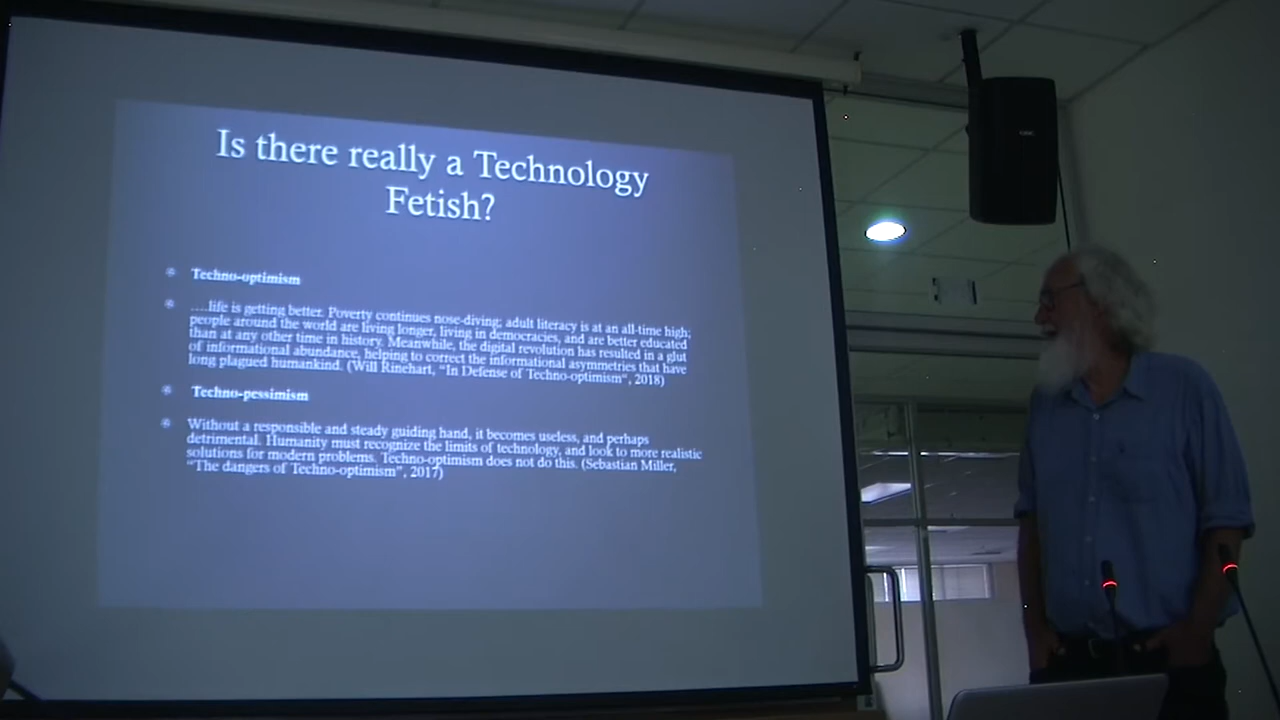 Is there really a Technology
Fetish?
Techno-optimism
....life is getting better. Poverty continues nose-diving; adult literacy is at an all-time high;
people around the world are living longer, living in democracies, and are better educated
than at any other time in history. Meanwhile, the digital revolution has resulted in a glut
of informational abundance, helping to correct the informational asymmetries that have
long plagued humankind. (Will Rinehart, "In Defense of Techno-optimism", 2018)
Techno-pessimism
Without a responsible and steady guiding hand, it becomes useless, and perhaps
detrimental. Humanity must recognize the limits of technology, and look to more realistic
solutions for modern problems. Techno-optimism does not do this. (Sebastian Miller,
"The dangers of Techno-optimism", 2017)